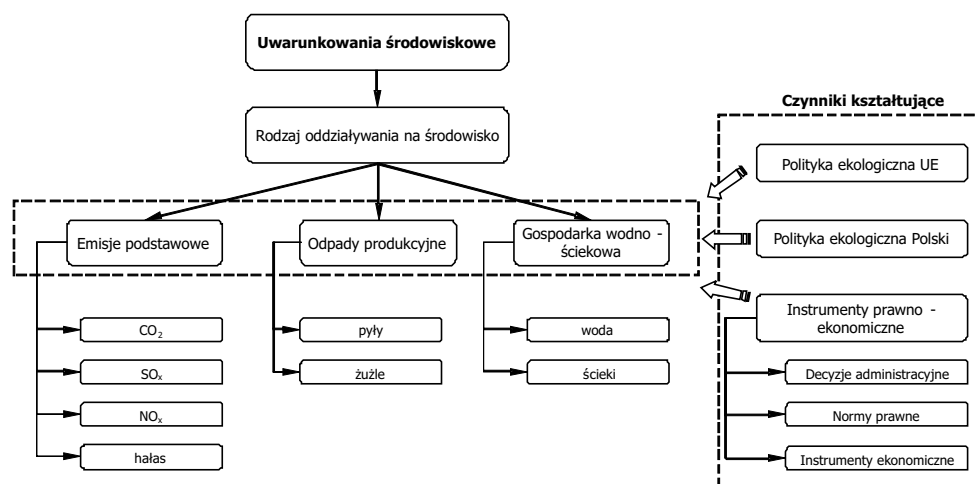 Uwarunkowania środowiskowe
Rodzaj oddziaływania na środowisko
Emisje podstawowe
CO₂
SOₓ
NOₓ
hałas
Odpady produkcyjne
pyły
żużle
Gospodarka wodno -
ściekowa
woda
ścieki
Czynniki kształtujące
Polityka ekologiczna UE
Polityka ekologiczna Polski
Instrumenty prawno -
ekonomiczne
Decyzje administracyjne
Normy prawne
Instrumenty ekonomiczne